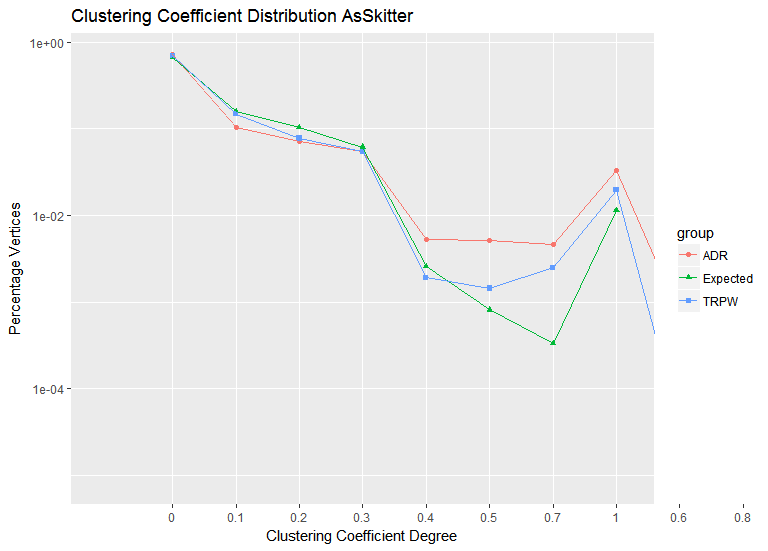 Clustering Coefficient Distribution AsSkitter
1e+00
1e-02
1e-04
Percentage Vertices
0 0.1 0.2 0.3 0.4 0.5 0.7 1 0.6 0.8
Clustering Coefficient Degree
group
ADR
Expected
TRPW